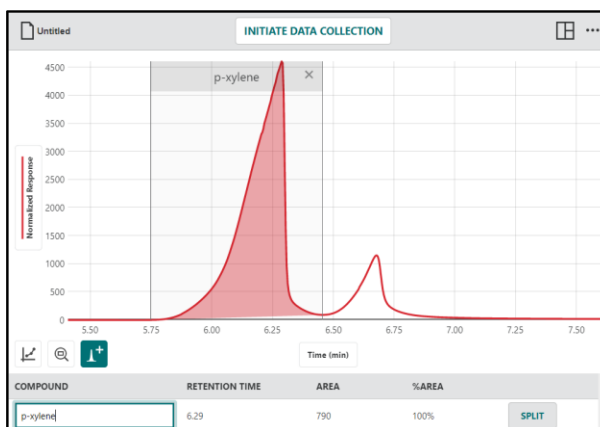 Untitled
INITIATE DATA COLLECTION
...
p-xylene ×
4500
4000
3500
3000
2500
2000
1500
1000
500
0
Normalized Response
5.50 5.75 6.00 6.25 6.50 6.75 7.00 7.25 7.50
Time (min)
COMPOUND RETENTION TIME AREA %AREA
p-xylene 6.29 790 100% SPLIT